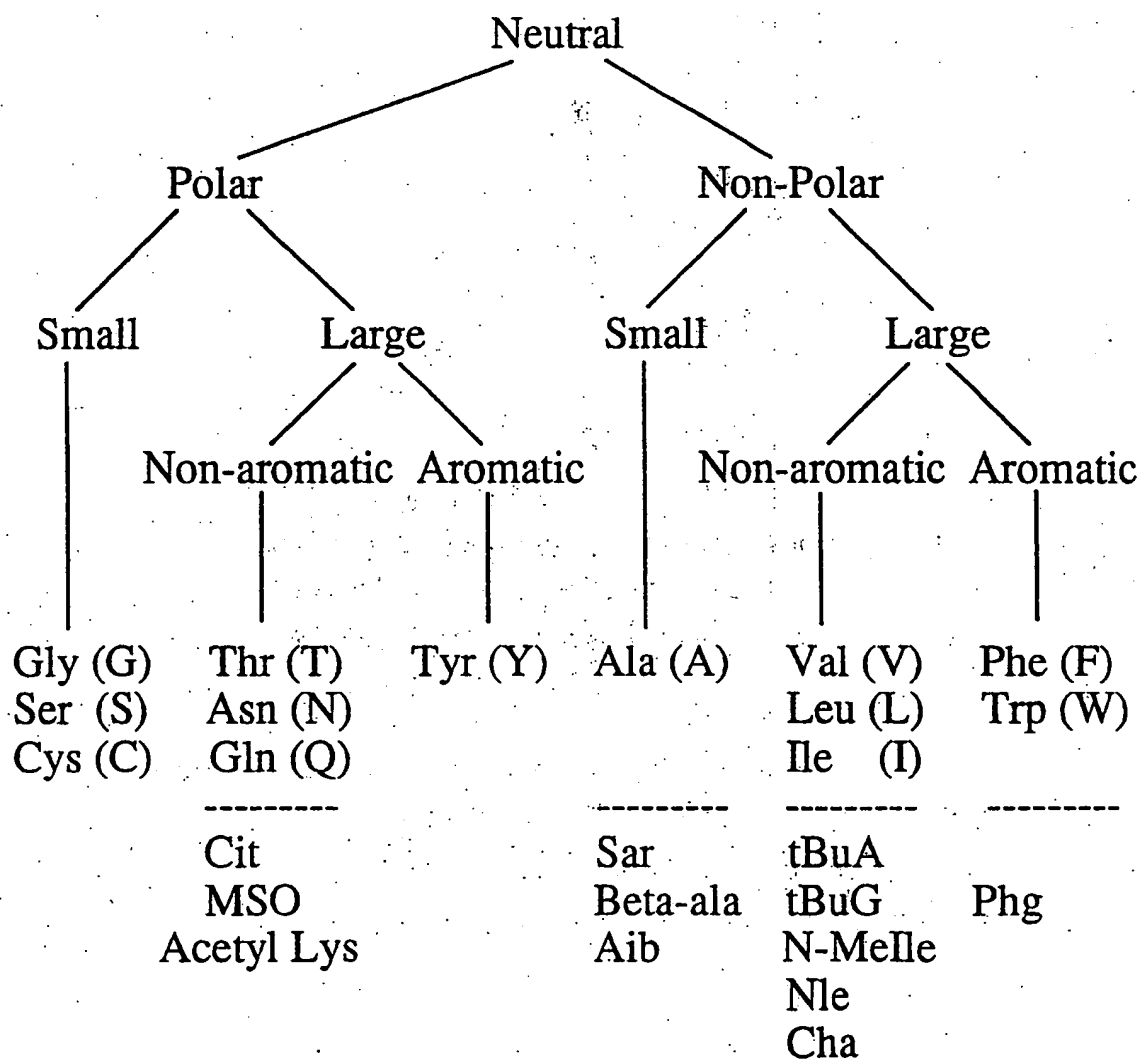 Neutral
Polar Non-Polar
Small Large Small Large
Non-aromatic Aromatic Non-aromatic Aromatic
Gly (G) Thr (T) Tyr (Y) Ala (A) Val (V) Phe (F)
Ser (S) Asn (N) Leu (L) Trp (W)
Cys (C) Gln (Q) Ile (I)
Cit Sar tBuA
MSO Beta-ala tBuG Phg
Acetyl Lys Aib N-MeIle
Nle
Cha